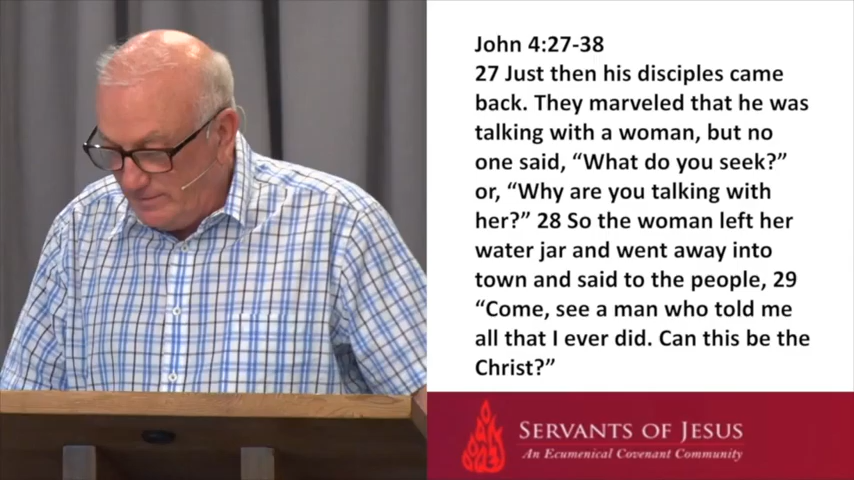 John 4:27-38
27 Just then his disciples came
back. They marveled that he was
talking with a woman, but no
one said, “What do you seek?”
or, “Why are you talking with
her?” 28 So the woman left her
water jar and went away into
town and said to the people, 29
“Come, see a man who told me
all that I ever did. Can this be the
Christ?”
SERVANTS OF JESUS
An Ecumenical Covenant Community